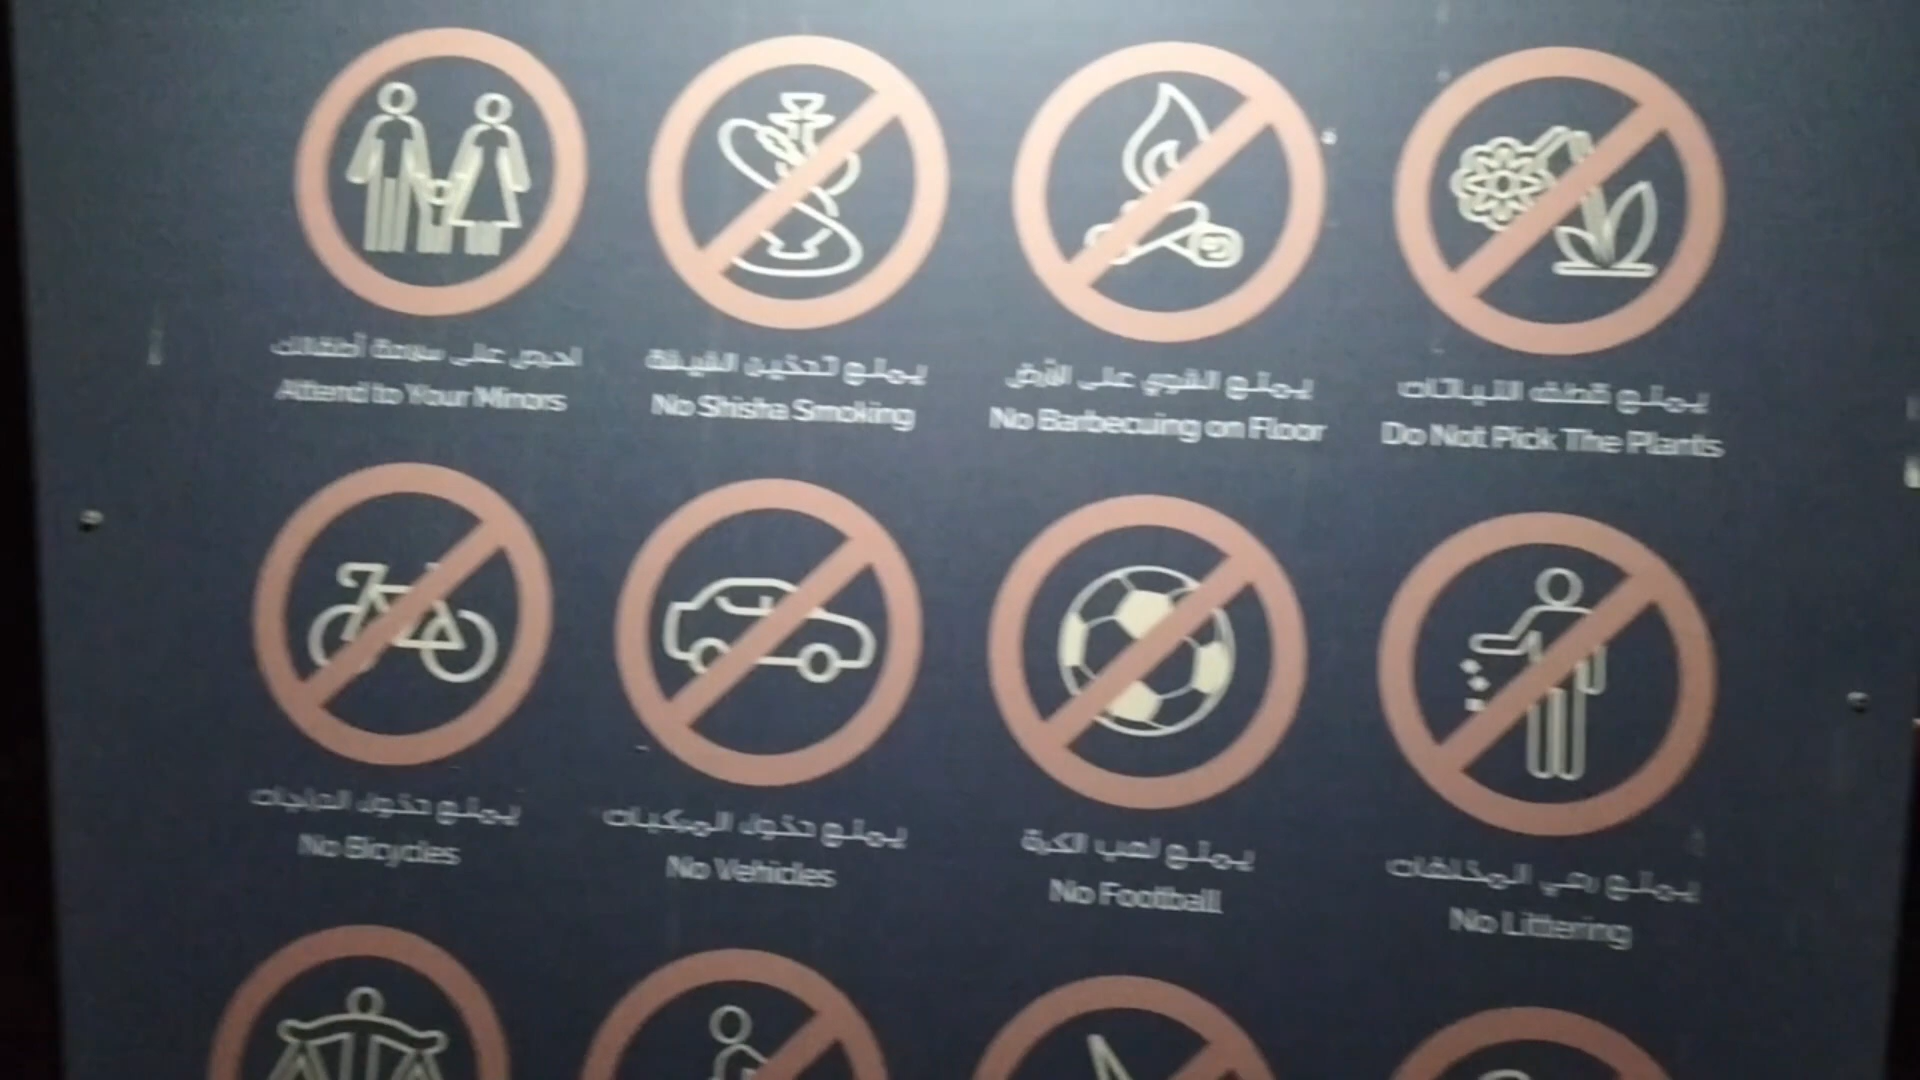 احرص على سلامة أطفالك
Attend to Your Minors
يمنع تدخين الشيشة
No Shisha Smoking
يمنع الشوي على الأرض
No Barbecuing on Floor
يمنع قطف النباتات
Do Not Pick The Plants
يمنع دخول الدراجات
No Bicycles
يمنع دخول المركبات
No Vehicles
يمنع لعب الكرة
No Football
يمنع رمي المخلفات
No Littering